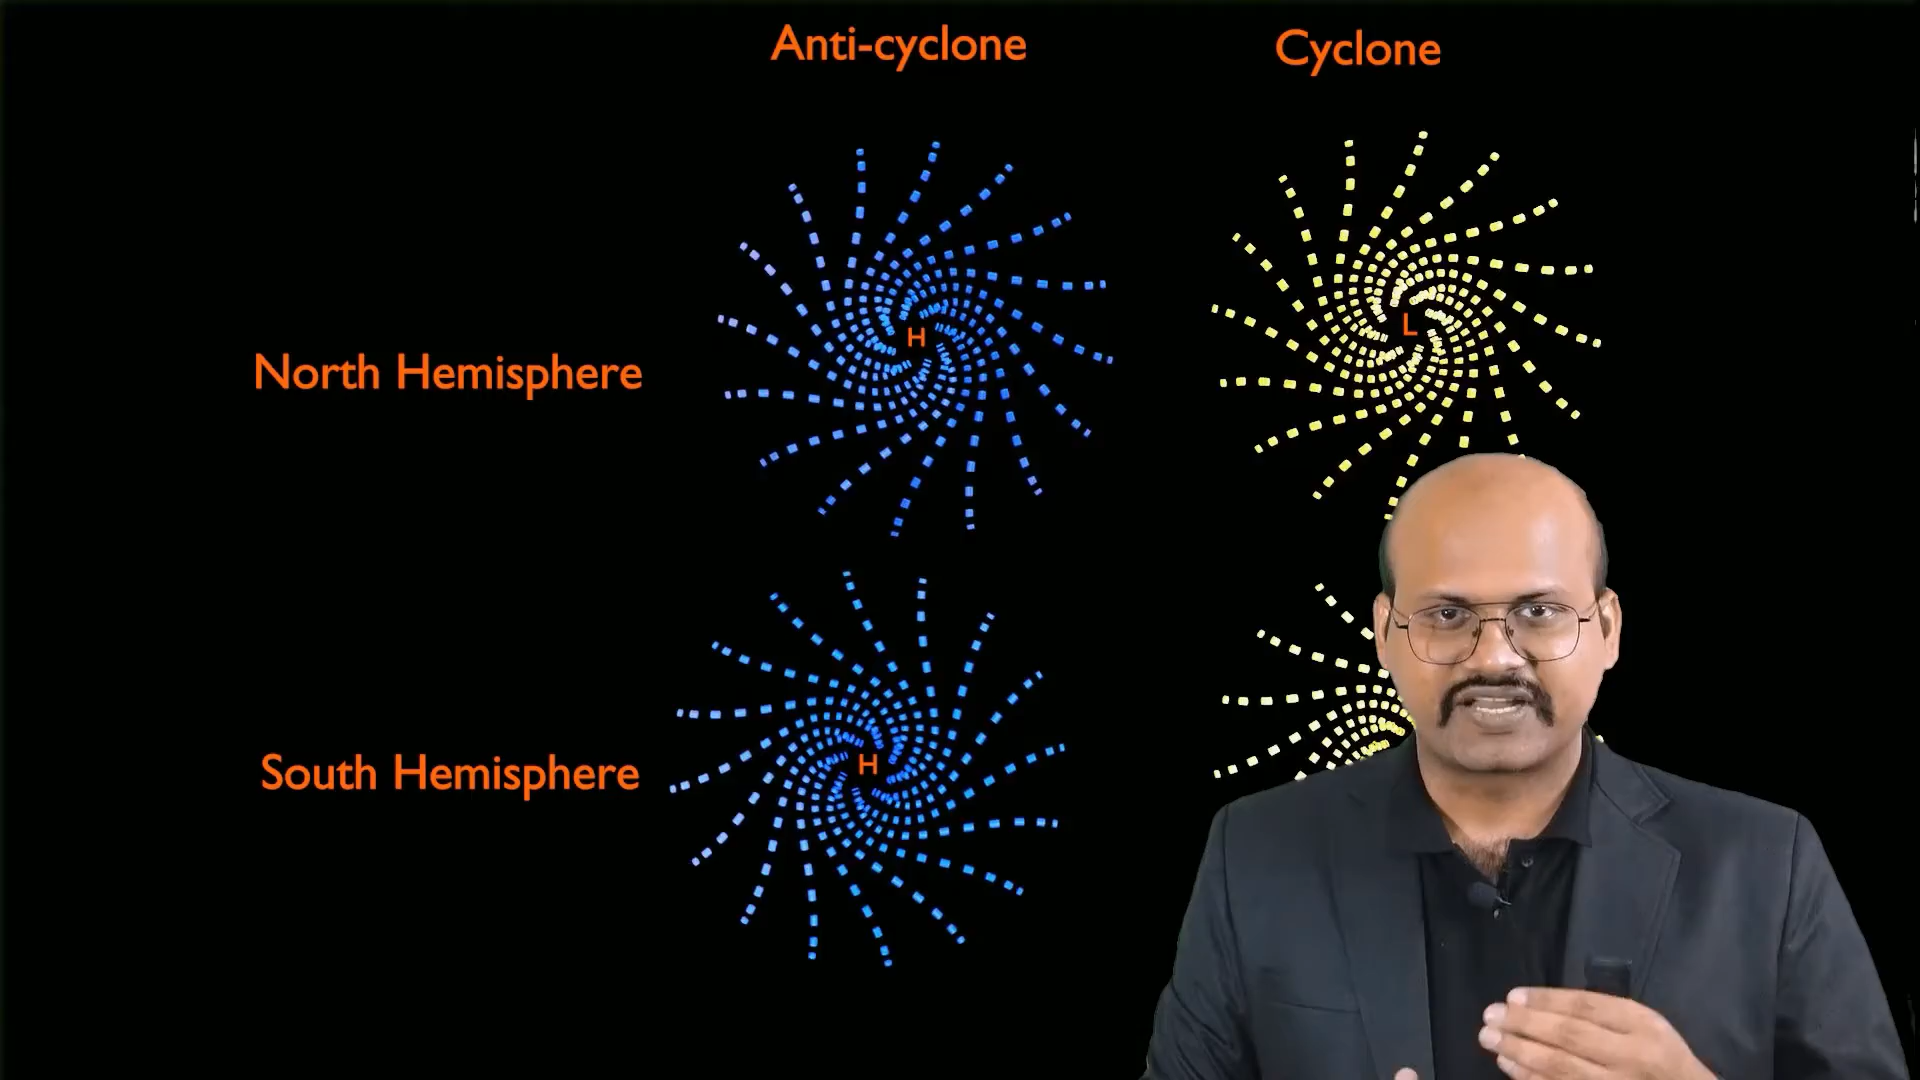 Anti-cyclone
Cyclone
H
L
North Hemisphere
H
South Hemisphere